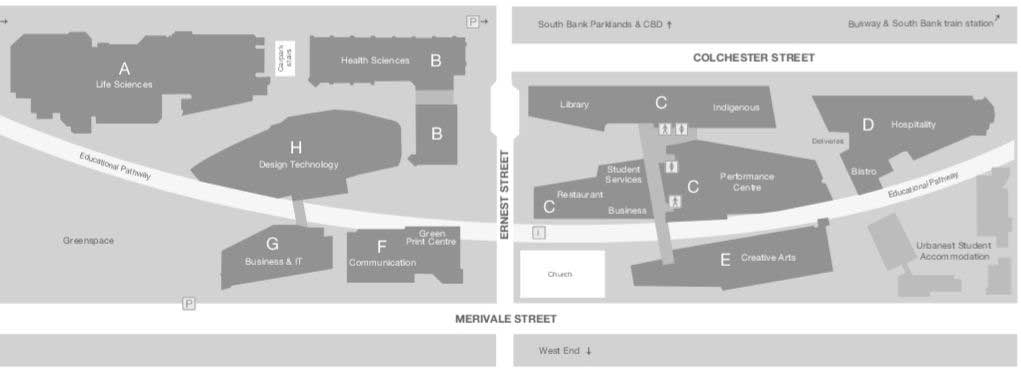 South Bank Parklands & CBD ↑
Busway & South Bank train station ↗
COLCHESTER STREET
→
P →
A
Life Sciences
Carpark
stairs
Health Sciences
B
B
H
Design Technology
Educational Pathway
Greenspace
G
Business & IT
F
Communication
Green
Print Centre
P
ERNEST STREET
Library
C
Indigenous
D
Hospitality
Deliveries
Bistro
Student
Services
Restaurant
C
Business
C
Performance
Centre
Educational Pathway
i
Church
E
Creative Arts
Urbanest Student
Accommodation
MERIVALE STREET
West End ↓